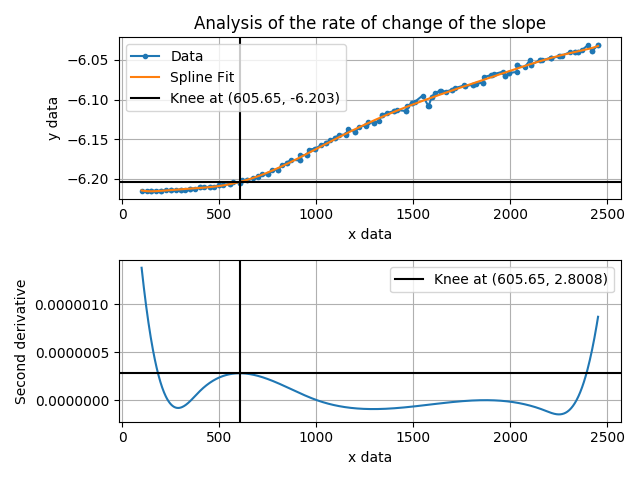 Analysis of the rate of change of the slope
Data
Spline Fit
Knee at (605.65, -6.203)
y data
−6.05
−6.10
−6.15
−6.20
0 500 1000 1500 2000 2500
x data
Knee at (605.65, 2.8008)
Second derivative
0.0000010
0.0000005
0.0000000
0 500 1000 1500 2000 2500
x data